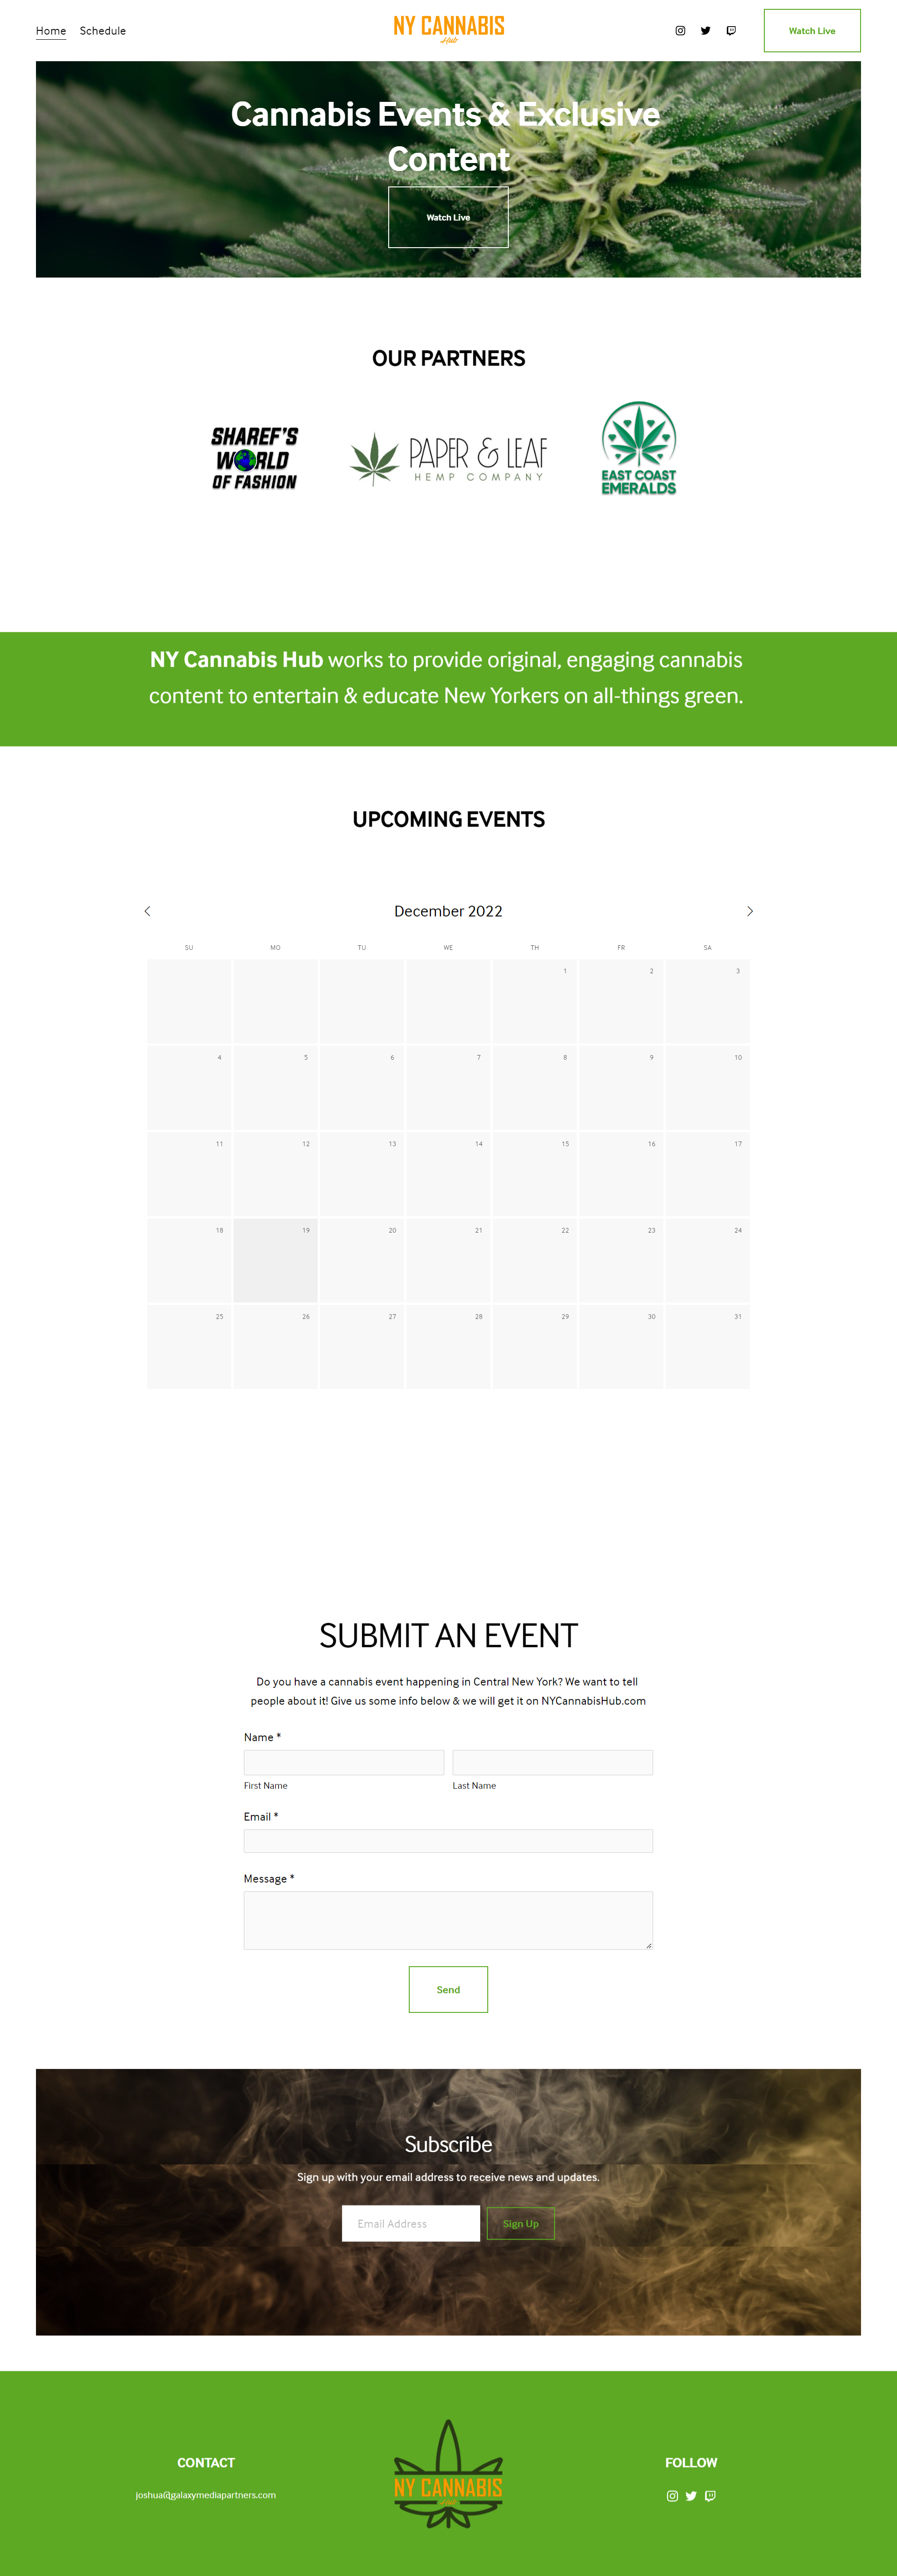 Home Schedule
NY CANNABIS
Hub
Watch Live
Cannabis Events & Exclusive
Content
Watch Live
OUR PARTNERS
SHAREF'S
WORLD
OF FASHION
PAPER & LEAF
HEMP COMPANY
EAST COAST
EMERALDS
NY Cannabis Hub works to provide original, engaging cannabis
content to entertain & educate New Yorkers on all-things green.
UPCOMING EVENTS
December 2022
SU MO TU WE TH FR SA
1 2 3
4 5 6 7 8 9 10
11 12 13 14 15 16 17
18 19 20 21 22 23 24
25 26 27 28 29 30 31
SUBMIT AN EVENT
Do you have a cannabis event happening in Central New York? We want to tell
people about it! Give us some info below & we will get it on NYCannabisHub.com
Name *
First Name Last Name
Email *
Message *
Send
Subscribe
Sign up with your email address to receive news and updates.
Email Address Sign Up
CONTACT
joshua@galaxymediapartners.com
NY CANNABIS
Hub
FOLLOW